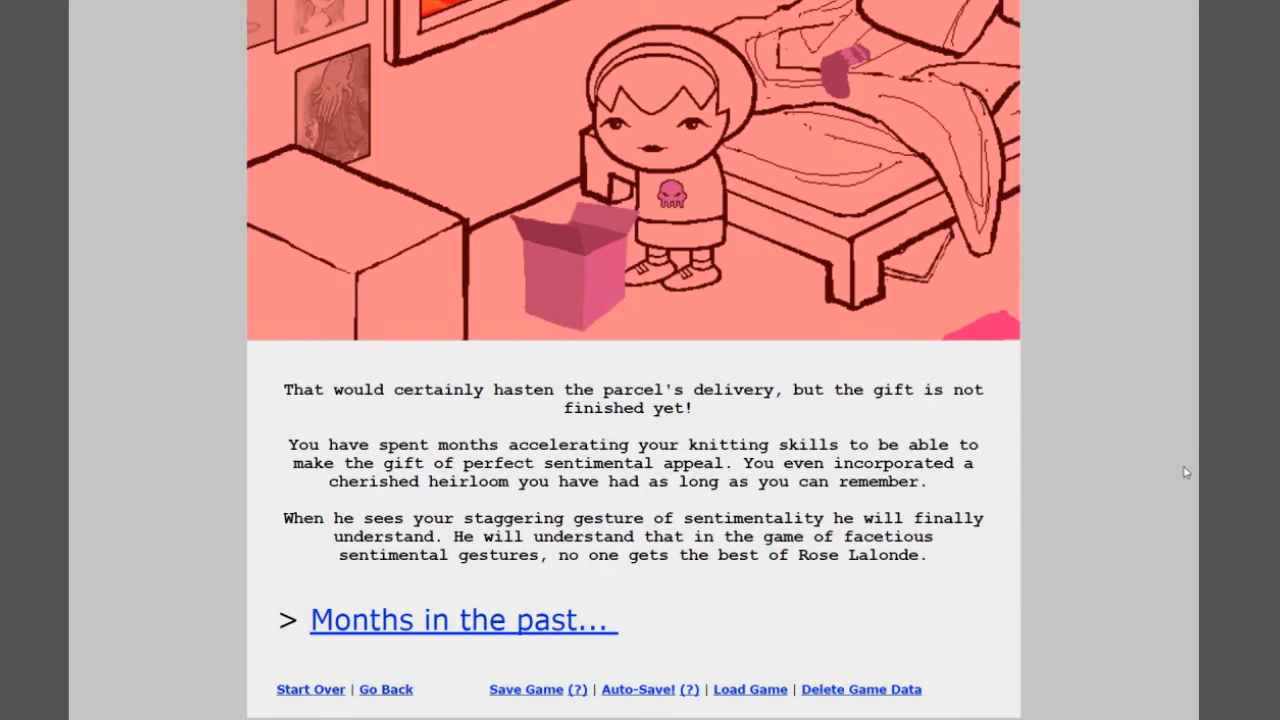 That would certainly hasten the parcel's delivery, but the gift is not
finished yet!
You have spent months accelerating your knitting skills to be able to
make the gift of perfect sentimental appeal. You even incorporated a
cherished heirloom you have had as long as you can remember.
When he sees your staggering gesture of sentimentality he will finally
understand. He will understand that in the game of facetious
sentimental gestures, no one gets the best of Rose Lalonde.
> Months in the past...
Start Over | Go Back Save Game (?) | Auto-Save! (?) | Load Game | Delete Game Data